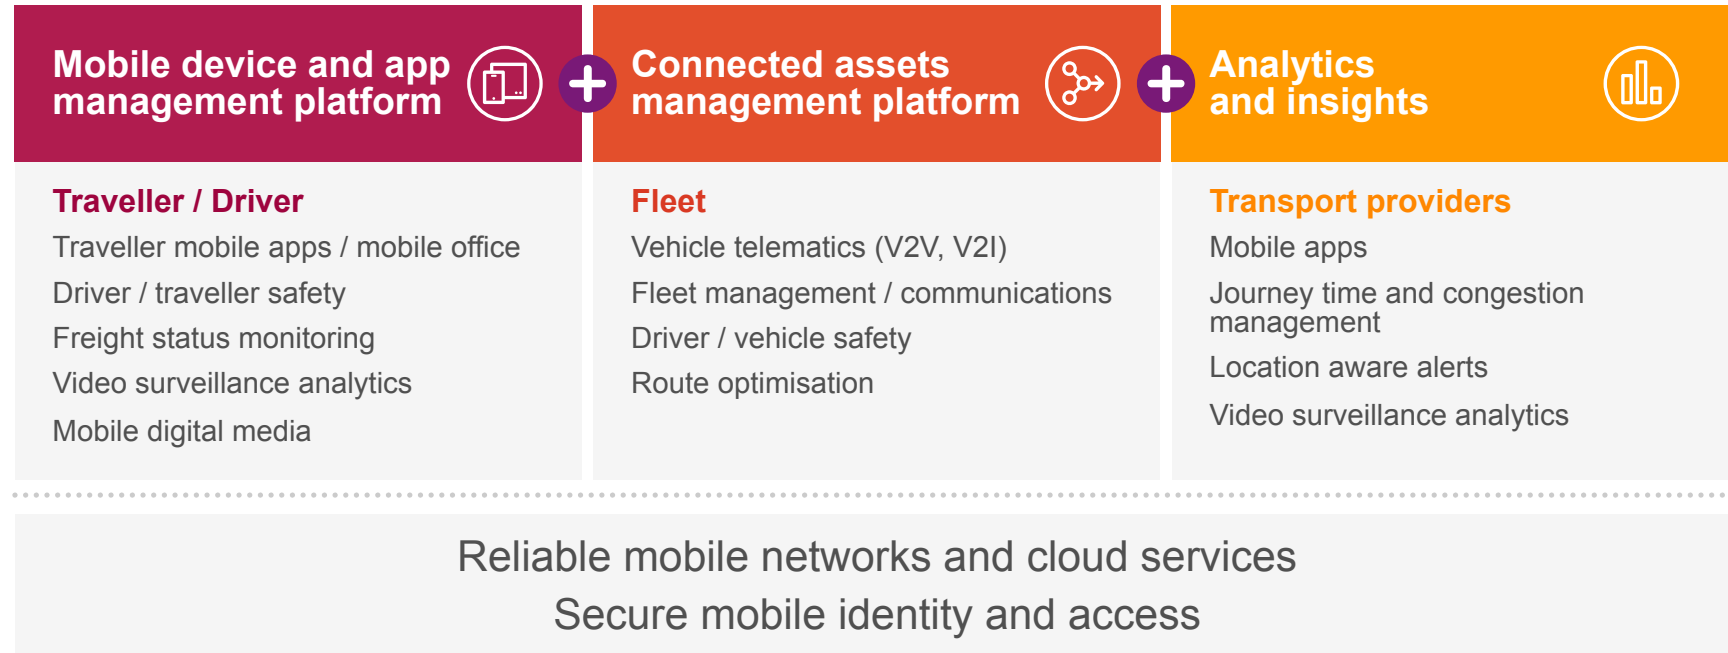 Mobile device and app
management platform
Connected assets
management platform
Analytics
and insights
Traveller / Driver
Traveller mobile apps / mobile office
Driver / traveller safety
Freight status monitoring
Video surveillance analytics
Mobile digital media
Fleet
Vehicle telematics (V2V, V2I)
Fleet management / communications
Driver / vehicle safety
Route optimisation
Transport providers
Mobile apps
Journey time and congestion
management
Location aware alerts
Video surveillance analytics
Reliable mobile networks and cloud services
Secure mobile identity and access